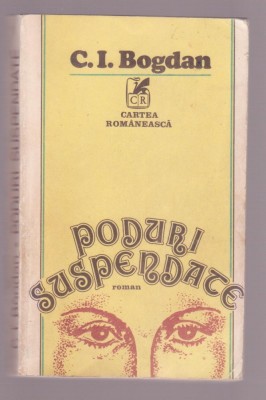 C.I. Bogdan
CR
CARTEA
ROMÂNEASCĂ
PODURI
SUSPENDATE
roman